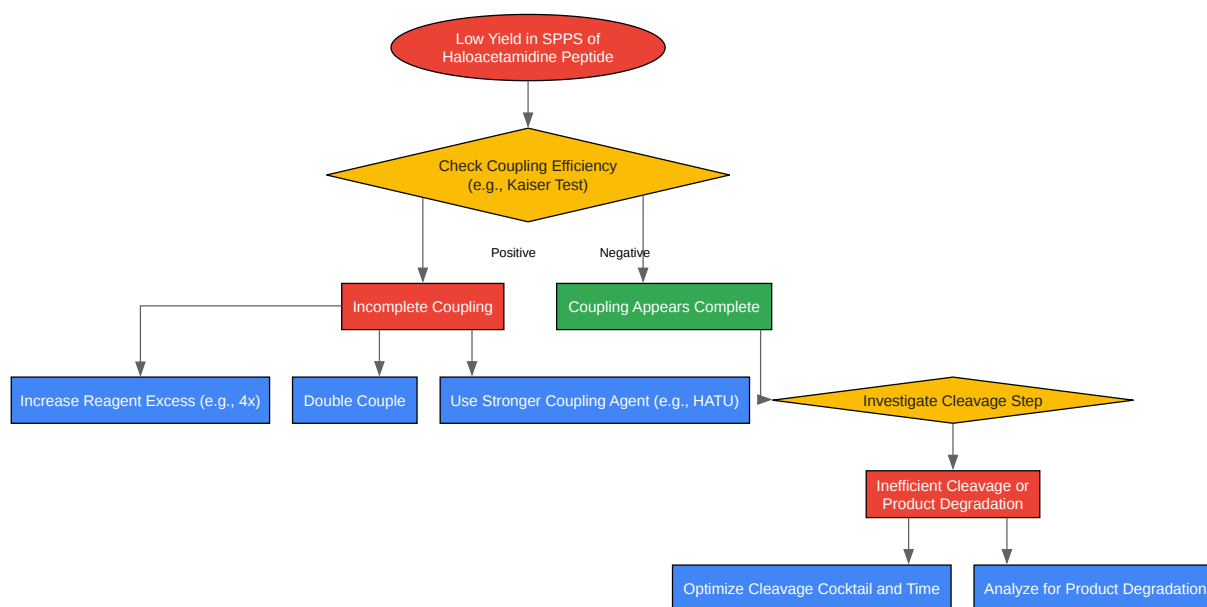 Low Yield in SPPS of
Haloacetamidine Peptide
Check Coupling Efficiency
(e.g., Kaiser Test)
Positive
Negative
Incomplete Coupling
Coupling Appears Complete
Increase Reagent Excess (e.g., 4x)
Double Couple
Use Stronger Coupling Agent (e.g., HATU)
Investigate Cleavage Step
Inefficient Cleavage or
Product Degradation
Optimize Cleavage Cocktail and Time
Analyze for Product Degradation